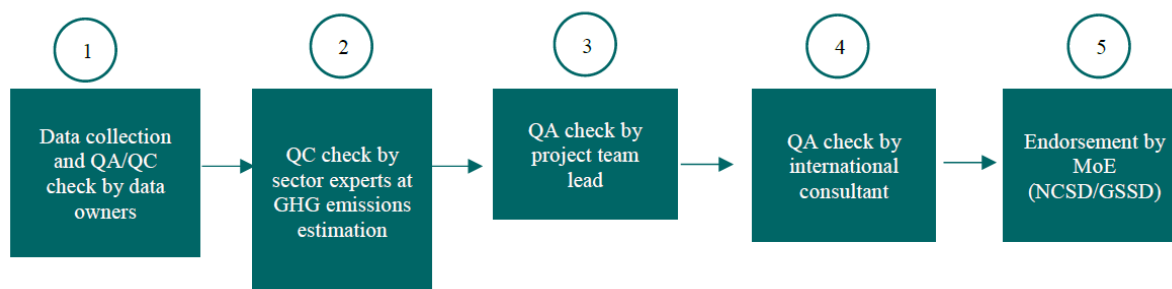 1
Data collection
and QA/QC
check by data
owners
2
QC check by
sector experts at
GHG emissions
estimation
3
QA check by
project team
lead
4
QA check by
international
consultant
5
Endorsement by
MoE
(NCSD/GSSD)